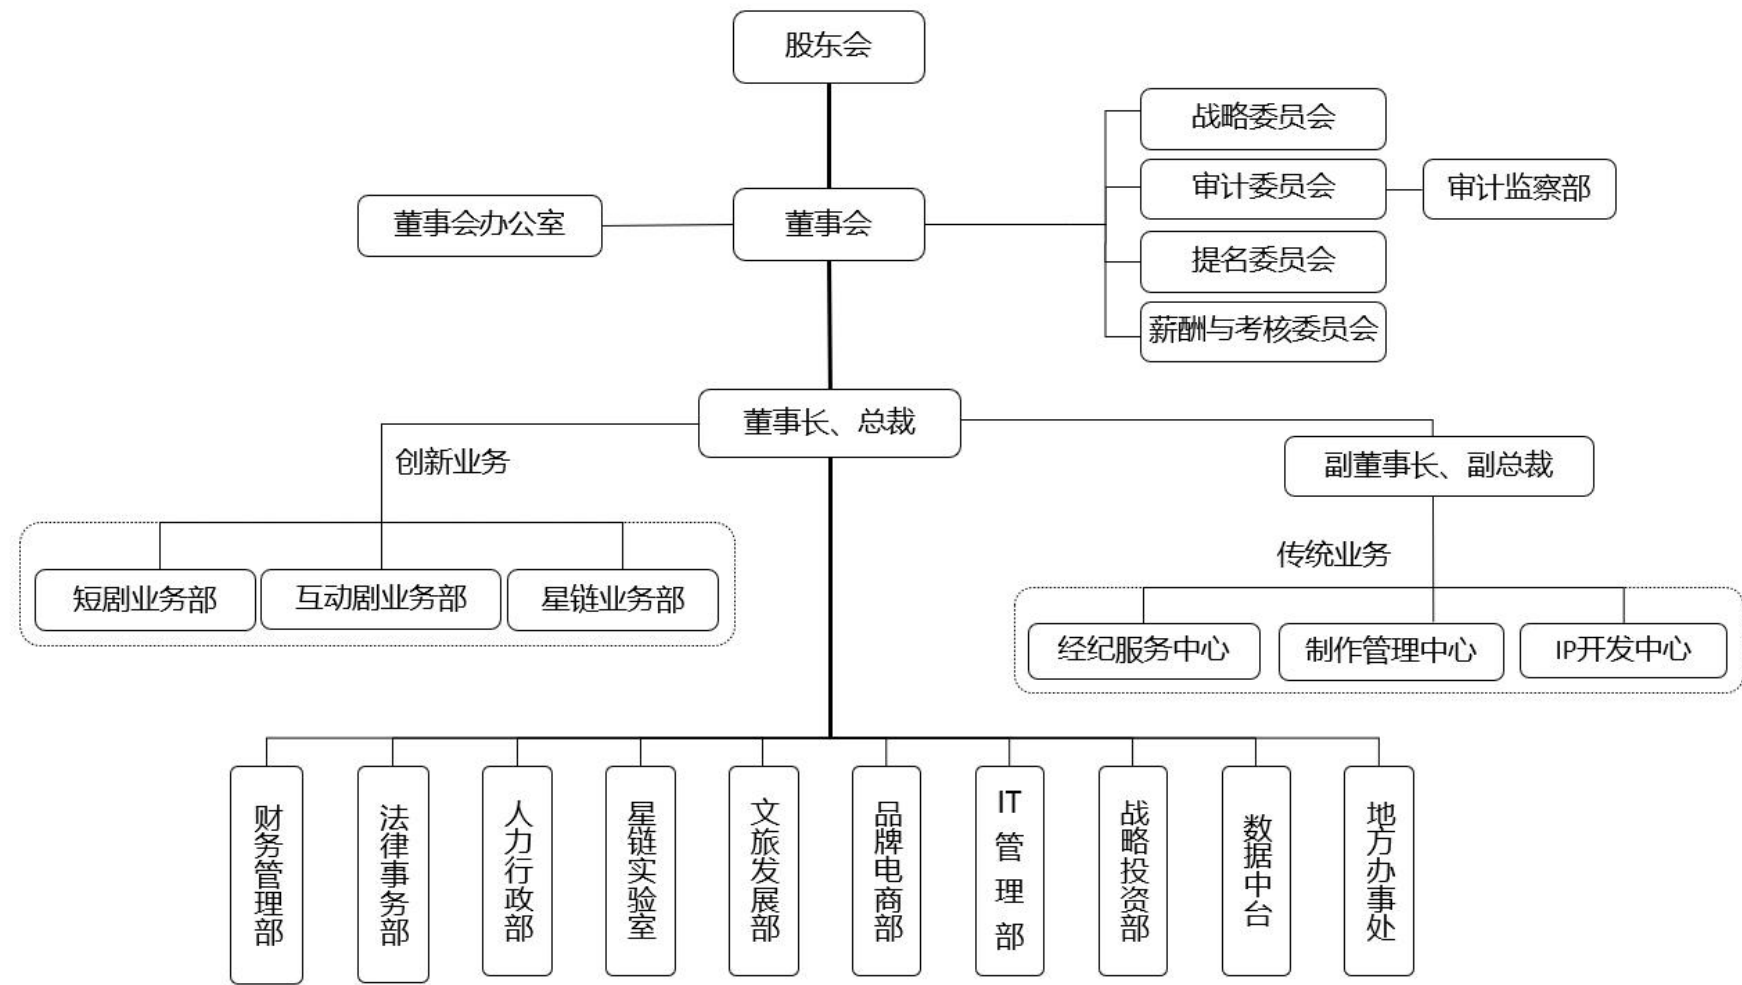 股东会
战略委员会
审计委员会
审计监察部
董事会办公室
董事会
提名委员会
薪酬与考核委员会
董事长、总裁
创新业务
副董事长、副总裁
传统业务
短剧业务部
互动剧业务部
星链业务部
经纪服务中心
制作管理中心
IP开发中心
财务管理部
法律事务部
人力行政部
星链实验室
文旅发展部
品牌电商部
IT管理部
战略投资部
数据中台
地方办事处